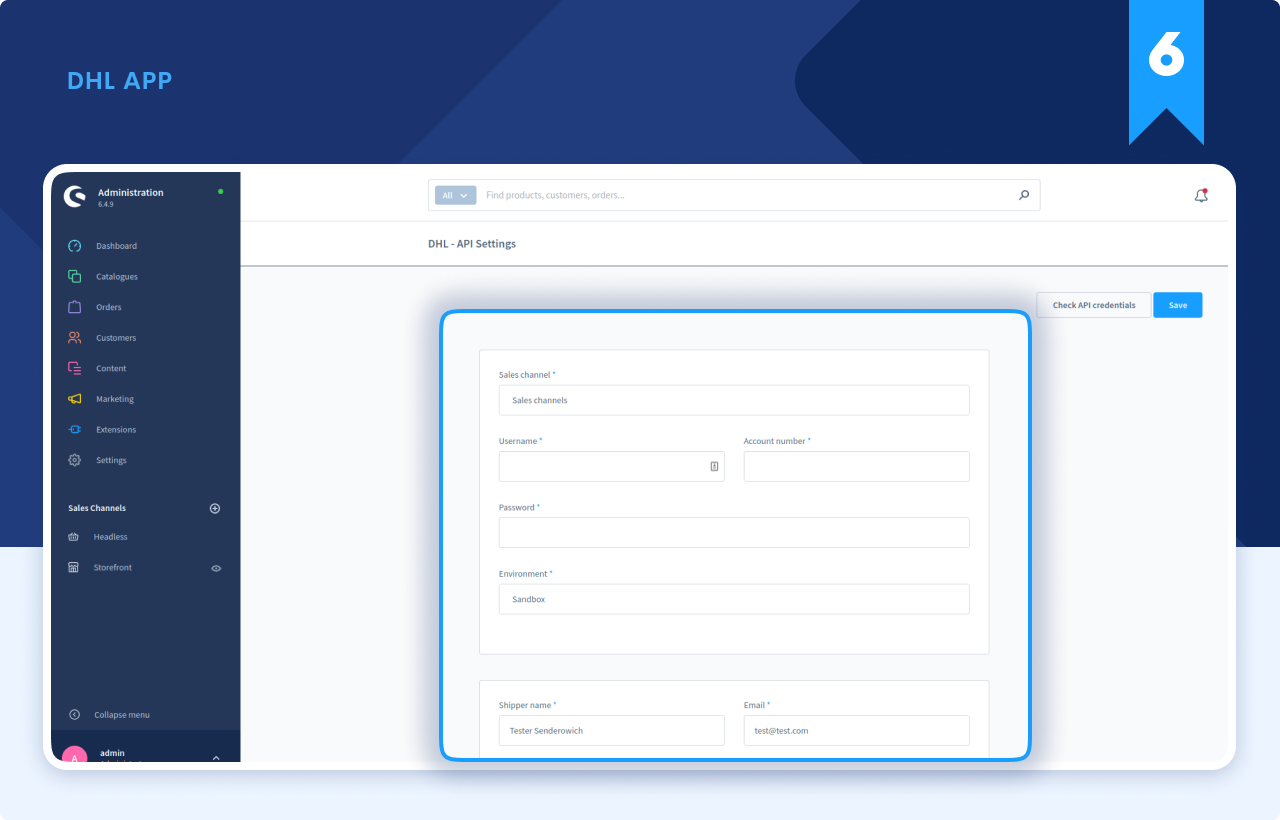 DHL APP
6
Administration
6.4.9
All
Find products, customers, orders...
DHL - API Settings
Dashboard
Catalogues
Orders
Customers
Content
Marketing
Extensions
Settings
Sales Channels
Headless
Storefront
Collapse menu
A
admin
Check API credentials
Save
Sales channel *
Sales channels
Username *
Account number *
Password *
Environment *
Sandbox
Shipper name *
Email *
Tester Senderowich
test@test.com